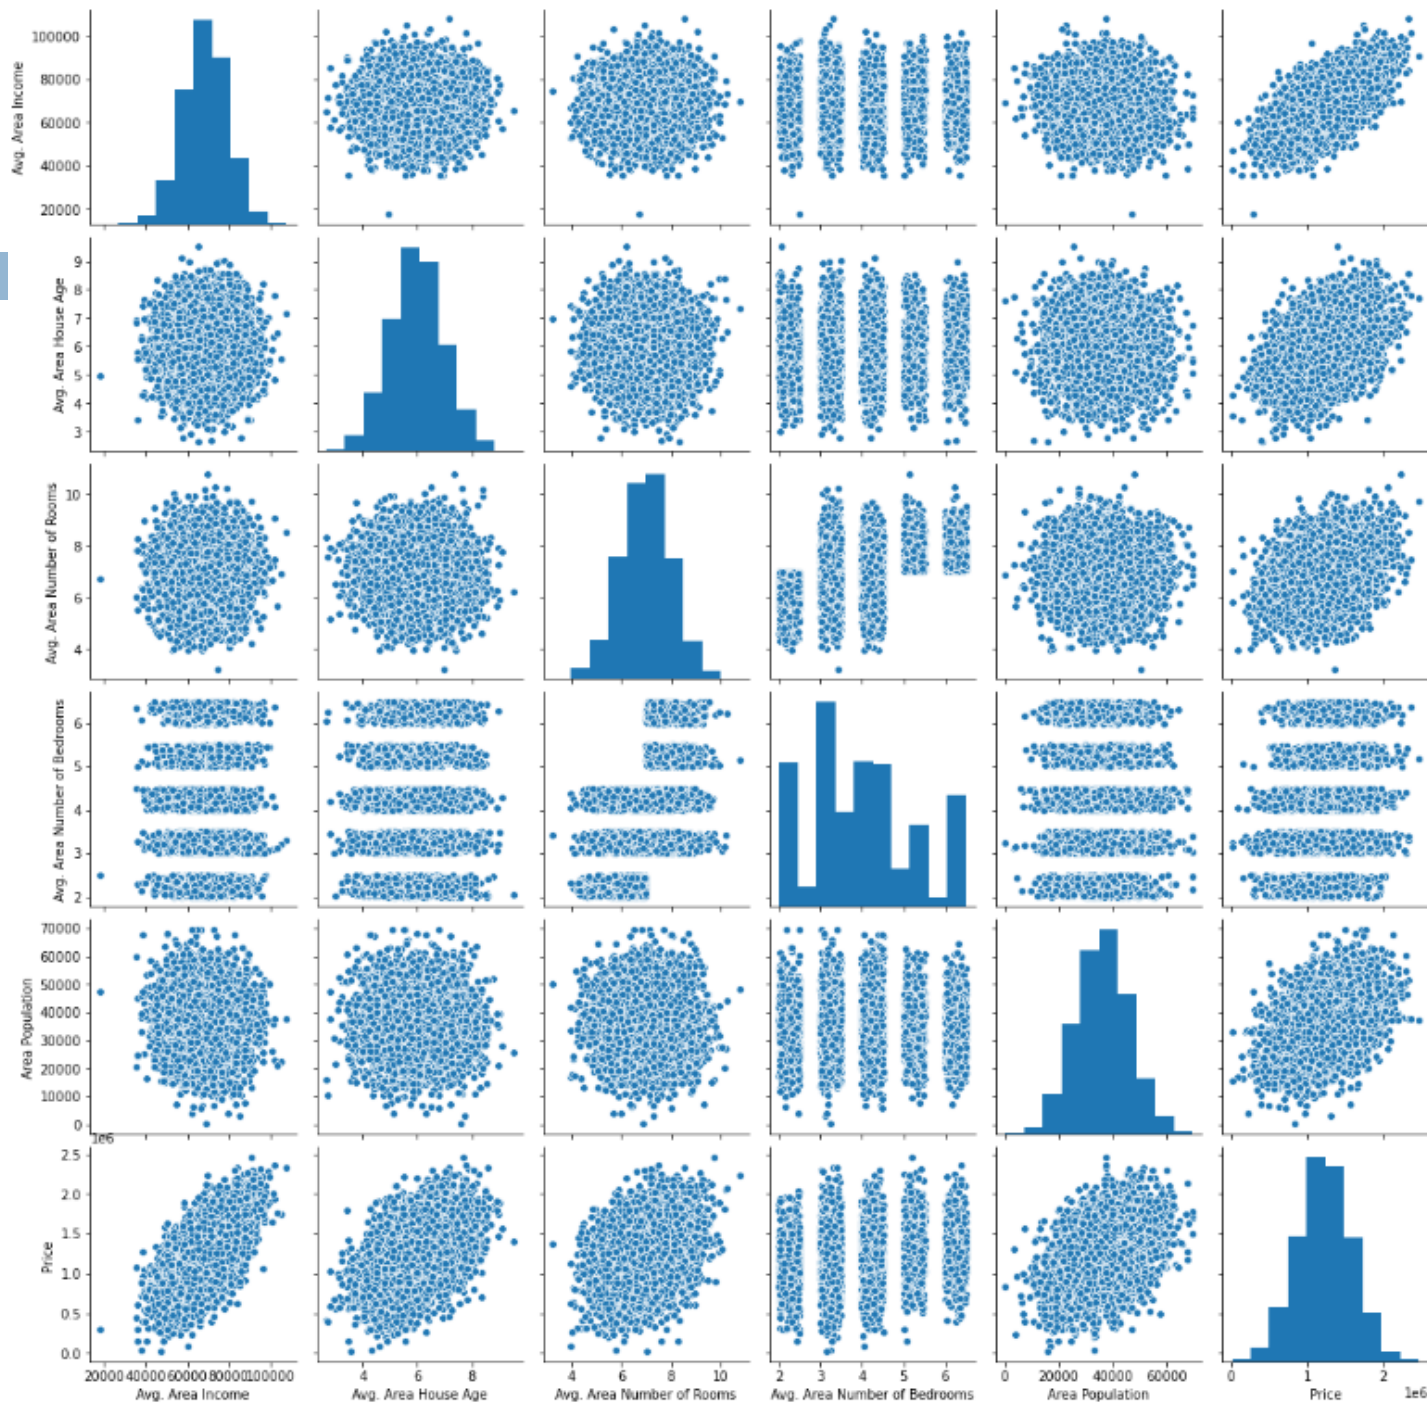 100000
80000
60000
40000
20000
Avg. Area Income
9
8
7
6
5
4
3
Avg. Area House Age
10
8
6
4
Avg. Area Number of Rooms
6
5
4
3
2
Avg. Area Number of Bedrooms
70000
60000
50000
40000
30000
20000
10000
0
Area Population
1e6
2.5
2.0
1.5
1.0
0.5
0.0
Price
20000 40000 60000 80000 100000
Avg. Area Income
4 6 8
Avg. Area House Age
4 6 8 10
Avg. Area Number of Rooms
2 3 4 5 6
Avg. Area Number of Bedrooms
0 20000 40000 60000
Area Population
0 1 2
1e6
Price